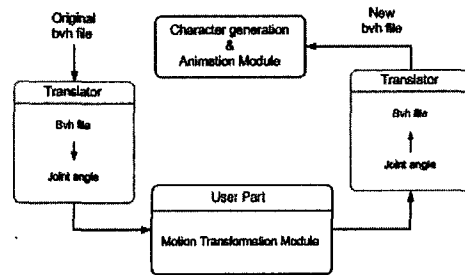 Original
bvh file
New
bvh file
Character generation
&
Animation Module
Translator
Bvh file
Joint angle
Translator
Bvh file
Joint angle
User Part
Motion Transformation Module